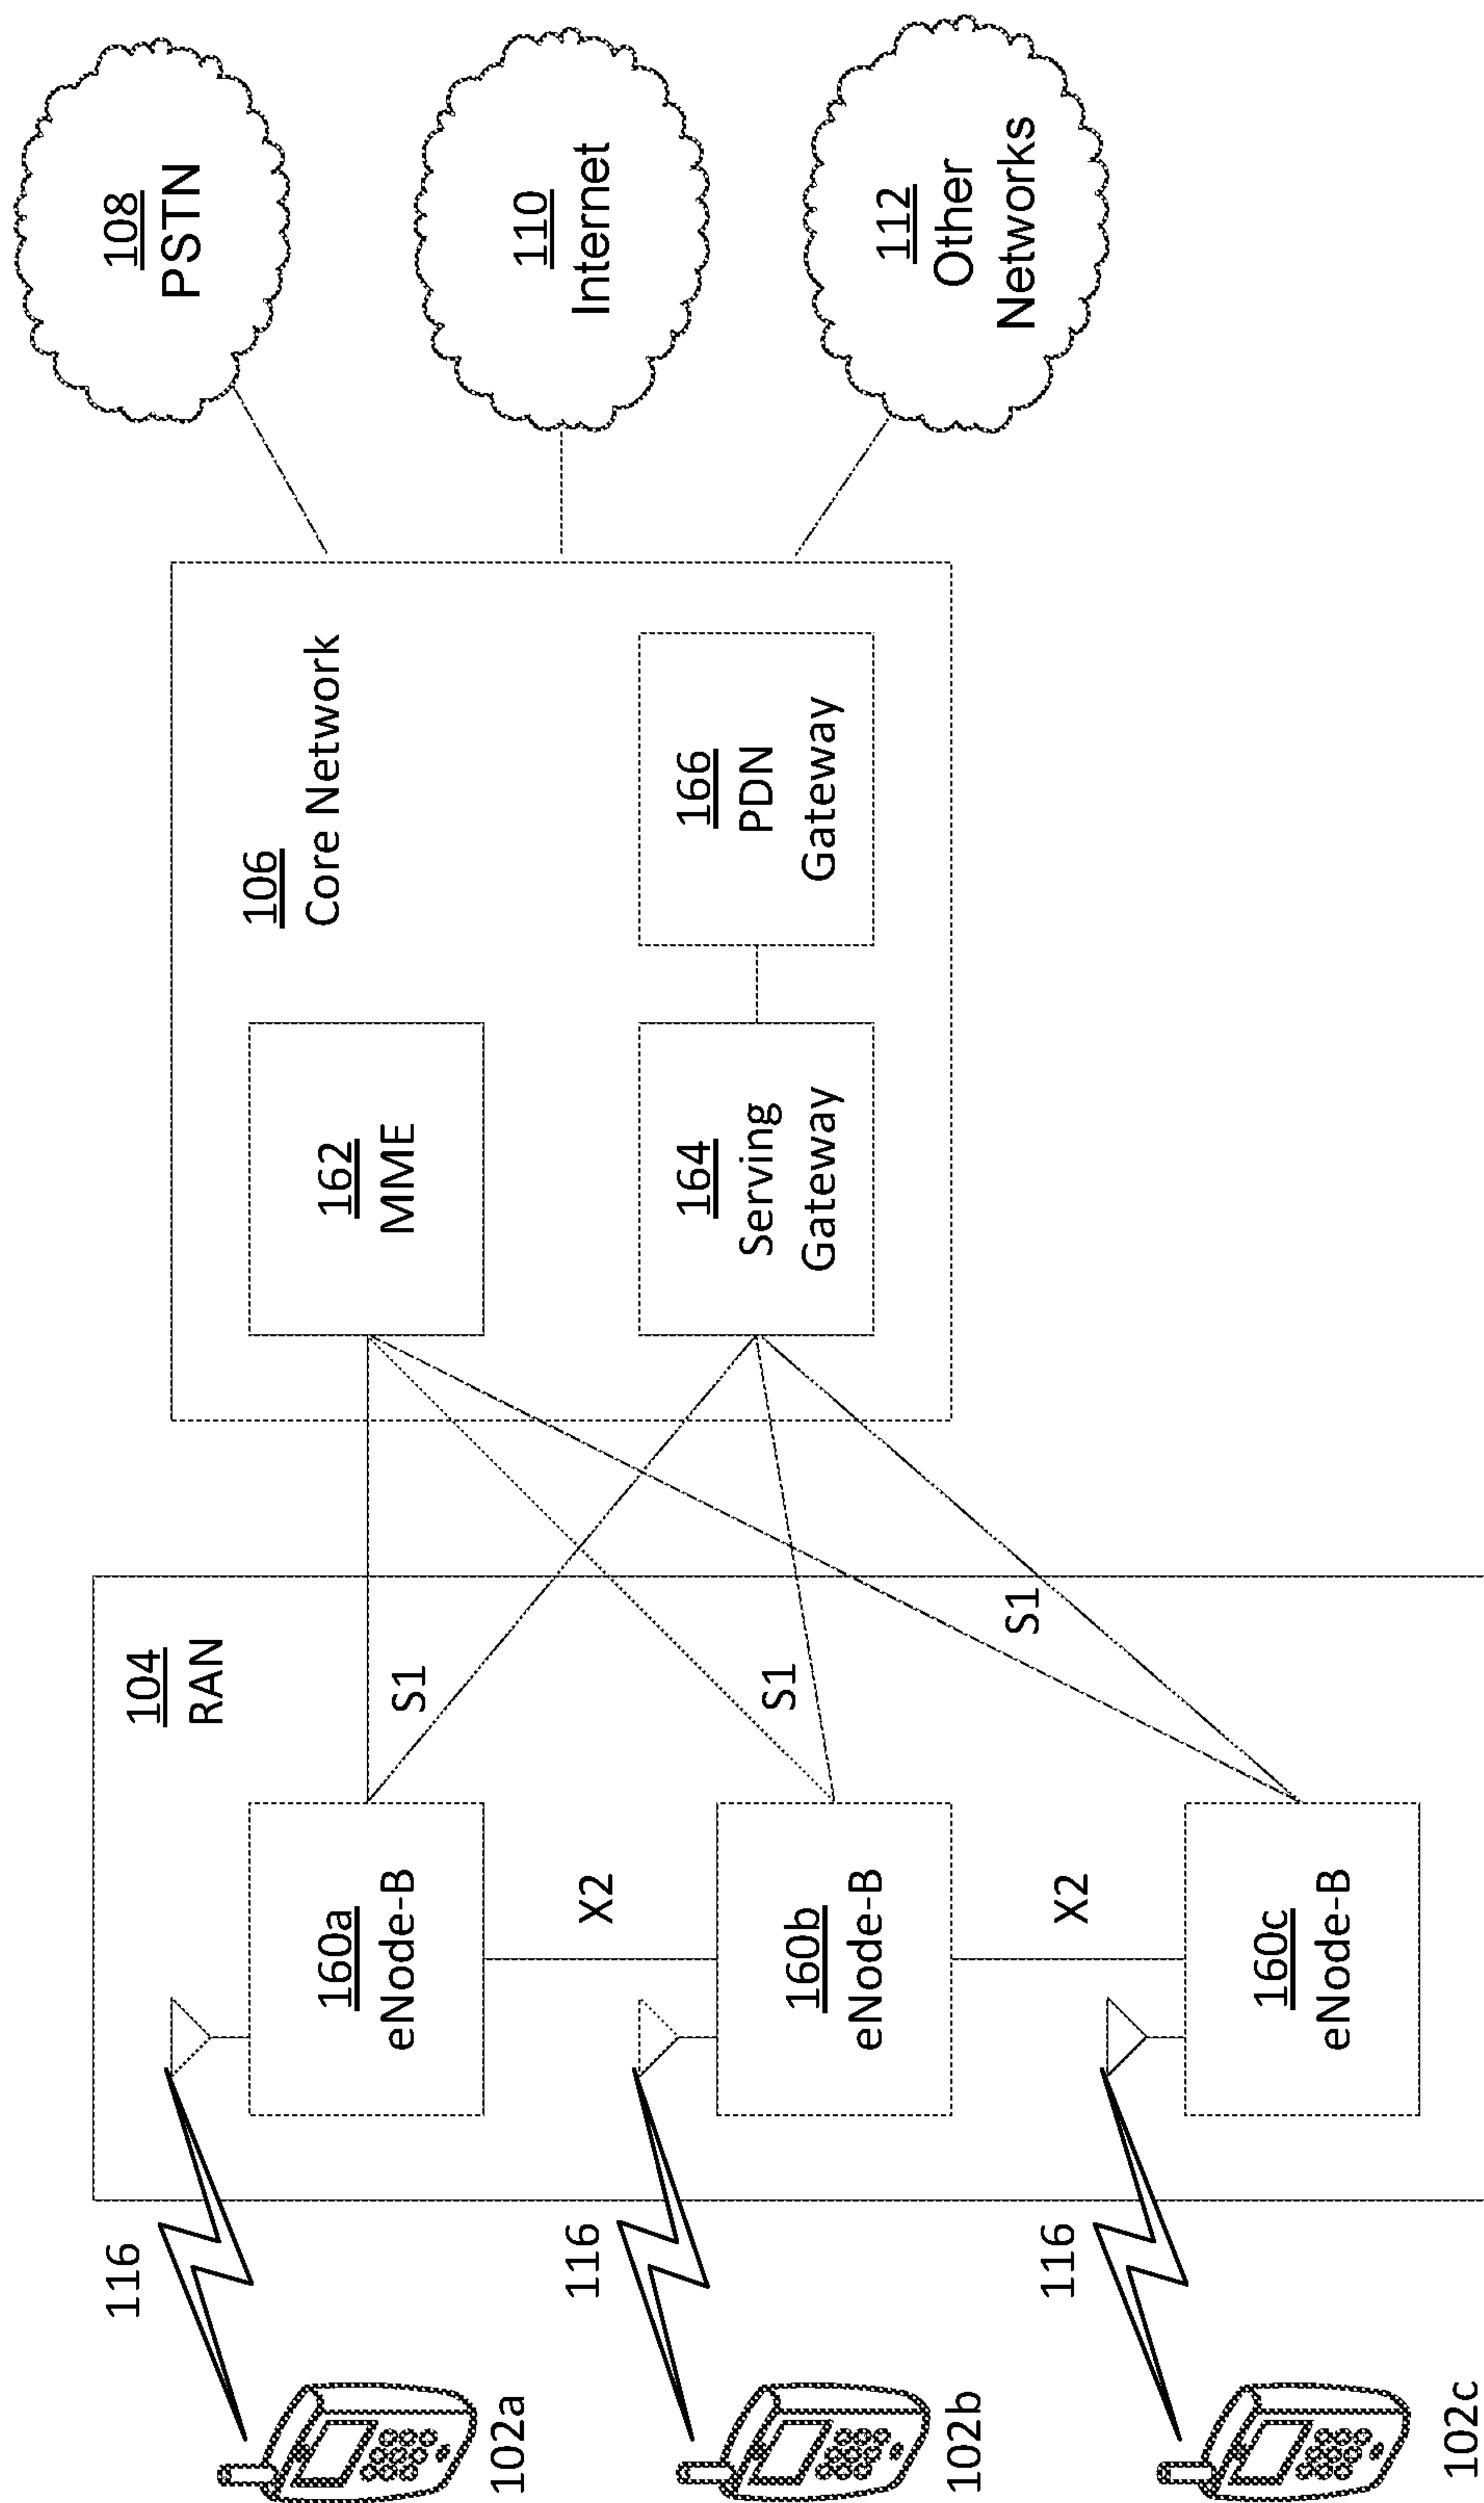 102a
116
104
RAN
160a
eNode-B
S1
X2
102b
116
160b
eNode-B
S1
X2
102c
116
160c
eNode-B
S1
106
Core Network
162
MME
164
Serving
Gateway
166
PDN
Gateway
108
PSTN
110
Internet
112
Other
Networks